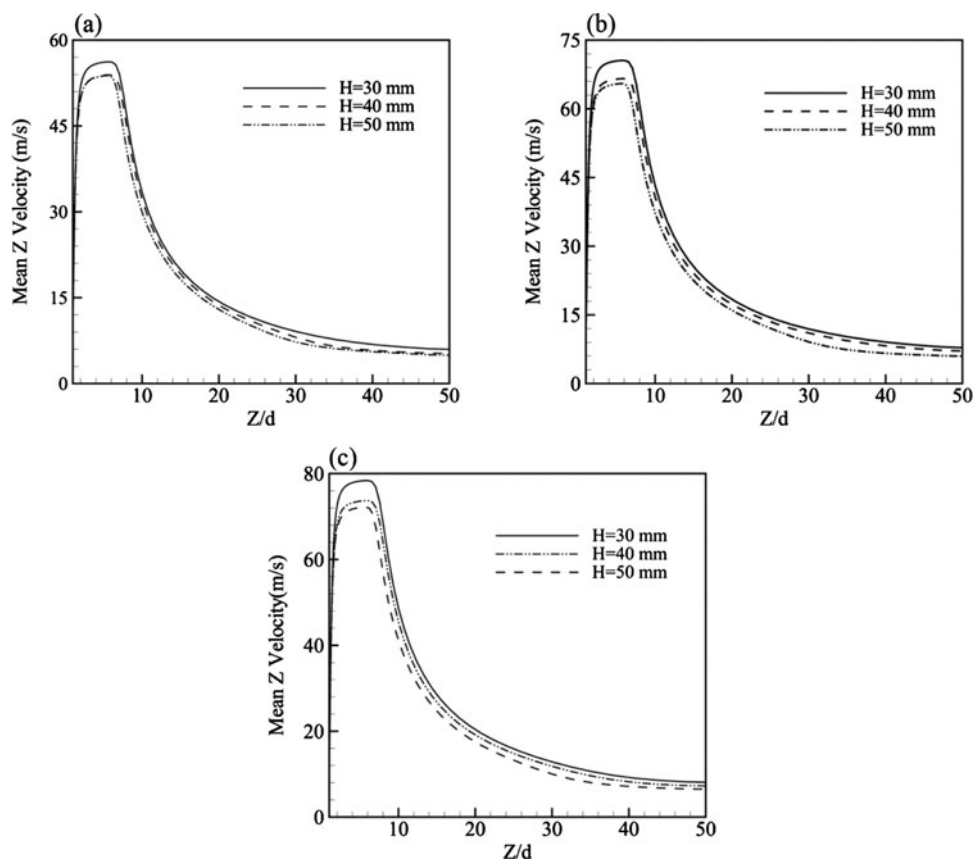 (a)
60
45
30
15
0
Mean Z Velocity (m/s)
H=30 mm
H=40 mm
H=50 mm
10 20 30 40 50
Z/d
(b)
75
60
45
30
15
0
Mean Z Velocity (m/s)
H=30 mm
H=40 mm
H=50 mm
10 20 30 40 50
Z/d
(c)
80
60
40
20
0
Mean Z Velocity(m/s)
H=30 mm
H=40 mm
H=50 mm
10 20 30 40 50
Z/d